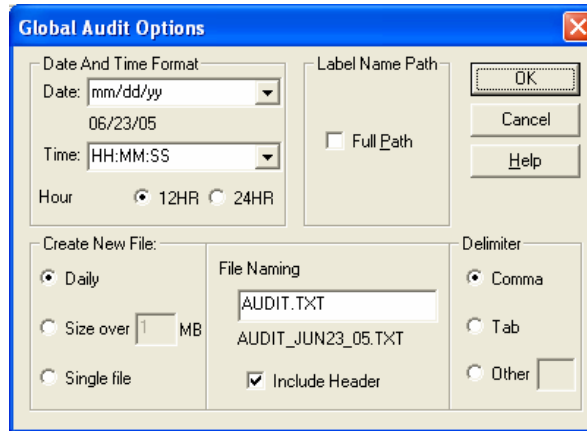 Global Audit Options
Date And Time Format
Date: mm/dd/yy
06/23/05
Time: HH:MM:SS
Hour 12HR 24HR
Label Name Path
Full Path
OK
Cancel
Help
Create New File:
Daily
Size over 1 MB
Single file
File Naming
AUDIT.TXT
AUDIT_JUN23_05.TXT
Include Header
Delimiter
Comma
Tab
Other